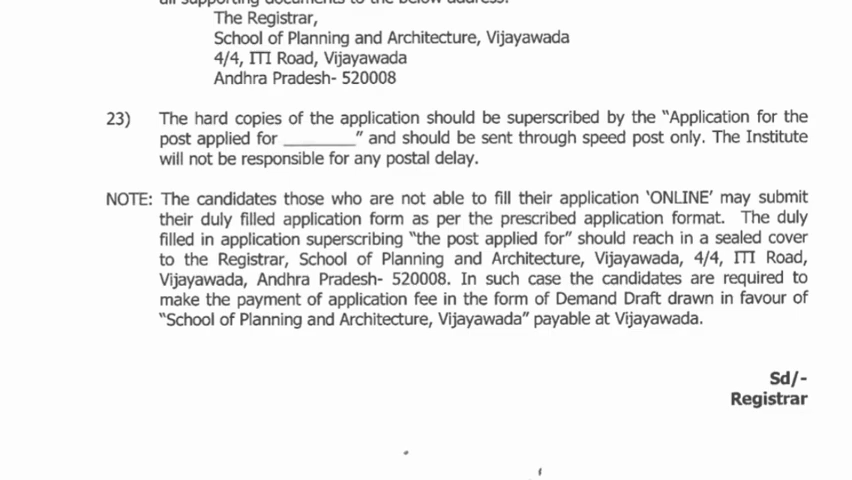 all supporting documents to the below address:
The Registrar,
School of Planning and Architecture, Vijayawada
4/4, ITI Road, Vijayawada
Andhra Pradesh- 520008
23) The hard copies of the application should be superscribed by the "Application for the
post applied for ________" and should be sent through speed post only. The Institute
will not be responsible for any postal delay.
NOTE: The candidates those who are not able to fill their application 'ONLINE' may submit
their duly filled application form as per the prescribed application format. The duly
filled in application superscribing "the post applied for" should reach in a sealed cover
to the Registrar, School of Planning and Architecture, Vijayawada, 4/4, ITI Road,
Vijayawada, Andhra Pradesh- 520008. In such case the candidates are required to
make the payment of application fee in the form of Demand Draft drawn in favour of
"School of Planning and Architecture, Vijayawada" payable at Vijayawada.
Sd/-
Registrar